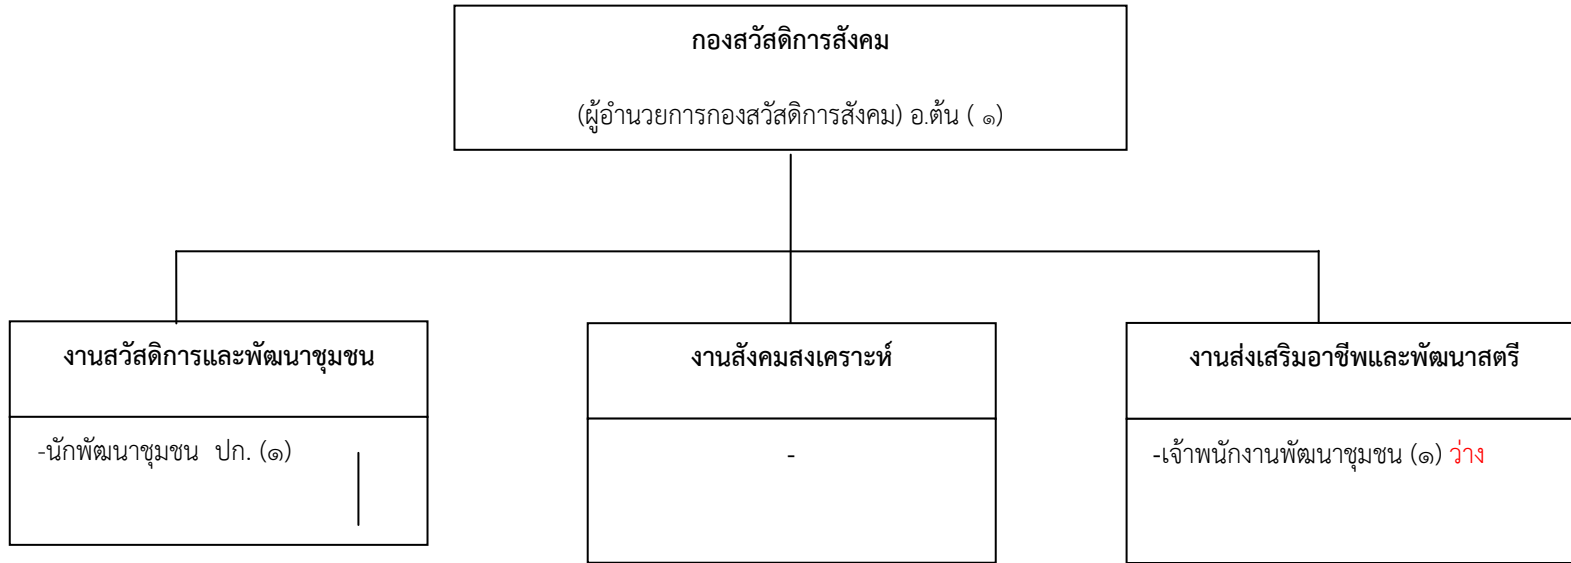 กองสวัสดิการสังคม
(ผู้อำนวยการกองสวัสดิการสังคม) อ.ต้น ( ๑)
งานสวัสดิการและพัฒนาชุมชน
-นักพัฒนาชุมชน ปก. (๑)
งานสังคมสงเคราะห์
-
งานส่งเสริมอาชีพและพัฒนาสตรี
-เจ้าพนักงานพัฒนาชุมชน (๑) ว่าง